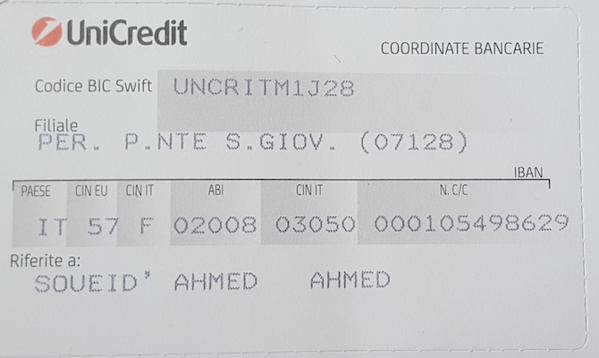 UniCredit
COORDINATE BANCARIE
Codice BIC Swift UNCRITM1J28
Filiale
PER. P.NTE S.GIOV. (07128)
IBAN
PAESE CIN EU CIN IT ABI CIN IT N. C/C
IT 57 F 02008 03050 000105498629
Riferite a:
SOUEID' AHMED AHMED